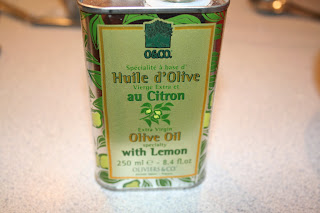 O&CO.
Spécialité à base d'
Huile d'Olive
Vierge Extra et
au Citron
Extra Virgin
Olive Oil
specialty
with Lemon
250 ml e - 8.4 fl.oz
OLIVIERS & CO